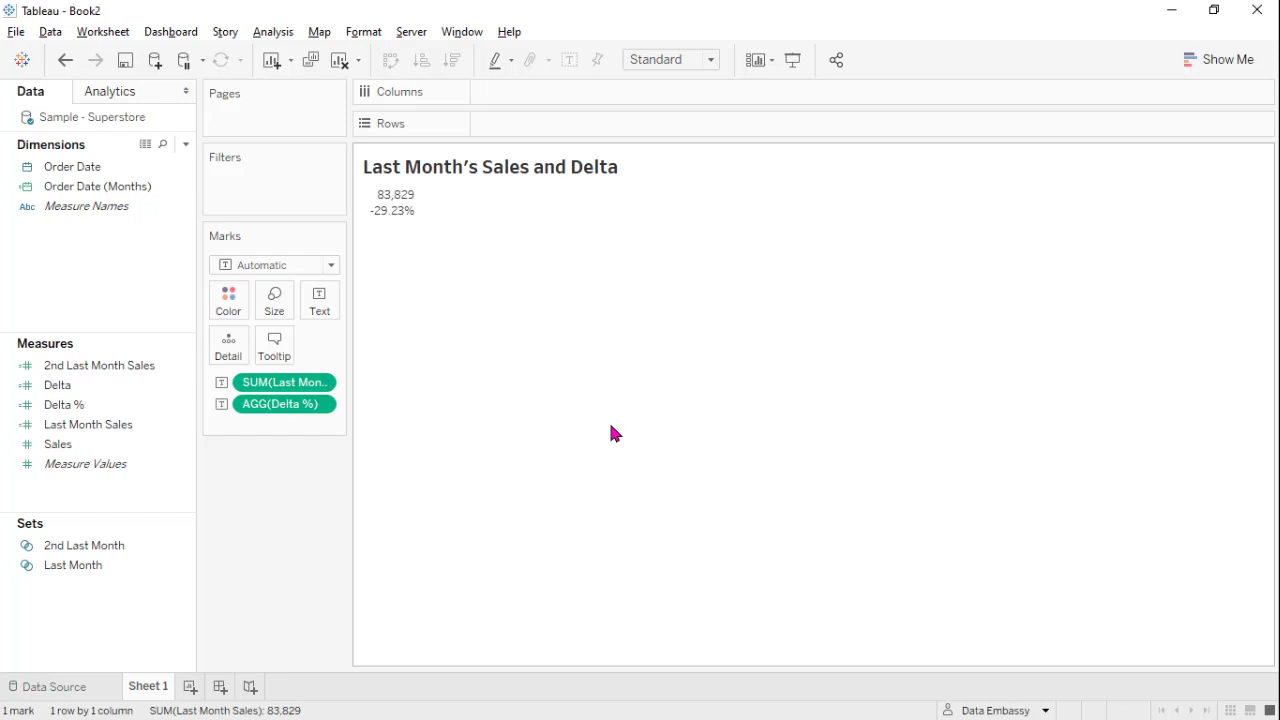 Tableau - Book2
File Data Worksheet Dashboard Story Analysis Map Format Server Window Help
Standard
Show Me
Data Analytics
Sample - Superstore
Dimensions
Order Date
Order Date (Months)
Abc Measure Names
Measures
2nd Last Month Sales
Delta
Delta %
Last Month Sales
Sales
Measure Values
Sets
2nd Last Month
Last Month
Pages
Filters
Marks
T Automatic
Color Size T Text
Detail Tooltip
T SUM(Last Mon..
T AGG(Delta %)
Columns
Rows
Last Month's Sales and Delta
83,829
-29.23%
Data Source Sheet 1
1 mark 1 row by 1 column SUM(Last Month Sales): 83.829 Data Embassy